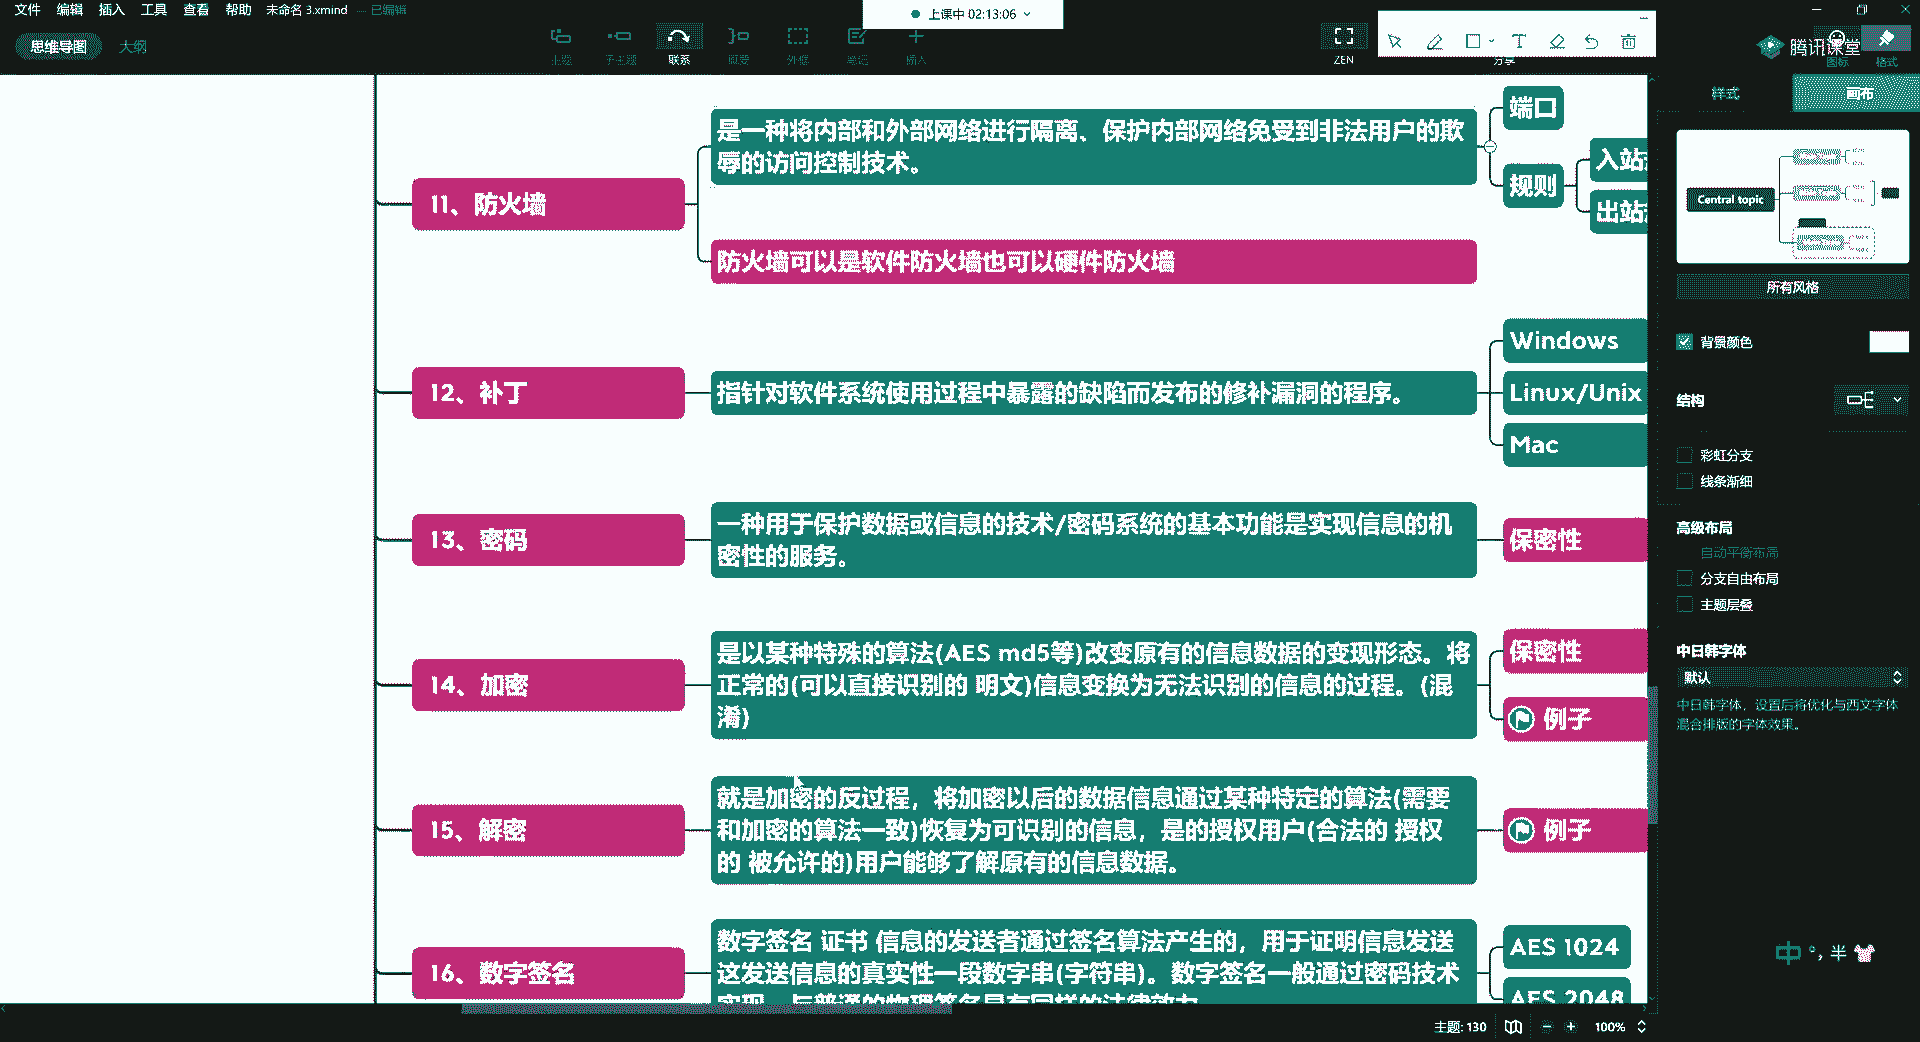 文件 编辑 插入 工具 查看 帮助 未命名 3.xmind — 已编辑
上课中 02:13:06
思维导图 大纲
主题 子主题 联系 概要 外框 笔记 插入
ZEN 分享
腾讯课堂
图标 格式
样式 画布
11、防火墙
是一种将内部和外部网络进行隔离、保护内部网络免受到非法用户的欺
辱的访问控制技术。
端口
规则
入站
出站
防火墙可以是软件防火墙也可以硬件防火墙
12、补丁
指针对软件系统使用过程中暴露的缺陷而发布的修补漏洞的程序。
Windows
Linux/Unix
Mac
13、密码
一种用于保护数据或信息的技术/密码系统的基本功能是实现信息的机
密性的服务。
保密性
14、加密
是以某种特殊的算法(AES md5等)改变原有的信息数据的变现形态。将
正常的(可以直接识别的 明文)信息变换为无法识别的信息的过程。(混
淆)
保密性
例子
15、解密
就是加密的反过程，将加密以后的数据信息通过某种特定的算法(需要
和加密的算法一致)恢复为可识别的信息，是的授权用户(合法的 授权
的 被允许的)用户能够了解原有的信息数据。
例子
16、数字签名
数字签名 证书 信息的发送者通过签名算法产生的，用于证明信息发送
这发送信息的真实性一段数字串(字符串)。数字签名一般通过密码技术
实现，与普通的物理签名具有同样的法律效力
AES 1024
AES 2048
Central topic
所有风格
背景颜色
结构
彩虹分支
线条渐细
高级布局
自动平衡布局
分支自由布局
主题层叠
中日韩字体
默认
中日韩字体，设置后将优化与西文字体
混合排版的字体效果。
中 °, 半
主题: 130 100%